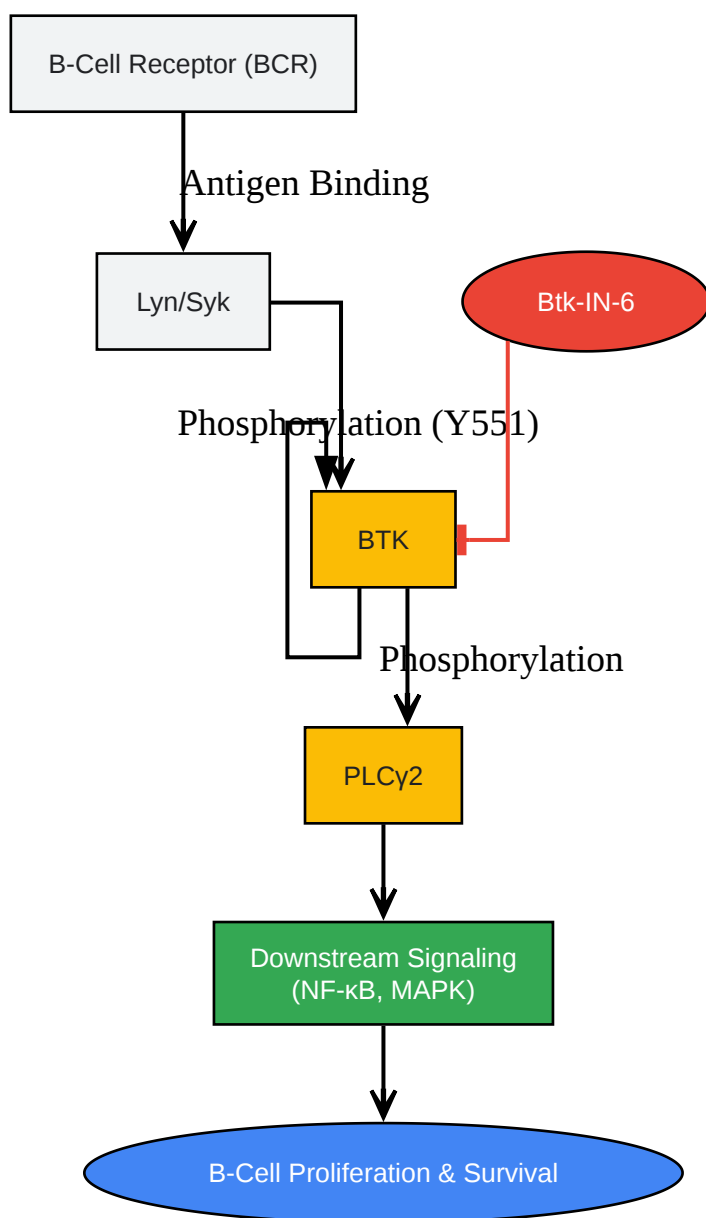 B-Cell Receptor (BCR)
Antigen Binding
Lyn/Syk
Btk-IN-6
Phosphorylation (Y551)
BTK
Phosphorylation
PLCγ2
Downstream Signaling
(NF-κB, MAPK)
B-Cell Proliferation & Survival